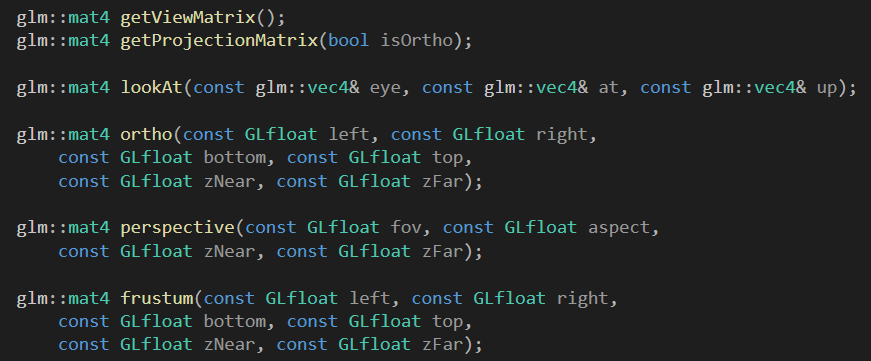 glm::mat4 getViewMatrix();
glm::mat4 getProjectionMatrix(bool isOrtho);
glm::mat4 lookAt(const glm::vec4& eye, const glm::vec4& at, const glm::vec4& up);
glm::mat4 ortho(const GLfloat left, const GLfloat right,
const GLfloat bottom, const GLfloat top,
const GLfloat zNear, const GLfloat zFar);
glm::mat4 perspective(const GLfloat fov, const GLfloat aspect,
const GLfloat zNear, const GLfloat zFar);
glm::mat4 frustum(const GLfloat left, const GLfloat right,
const GLfloat bottom, const GLfloat top,
const GLfloat zNear, const GLfloat zFar);